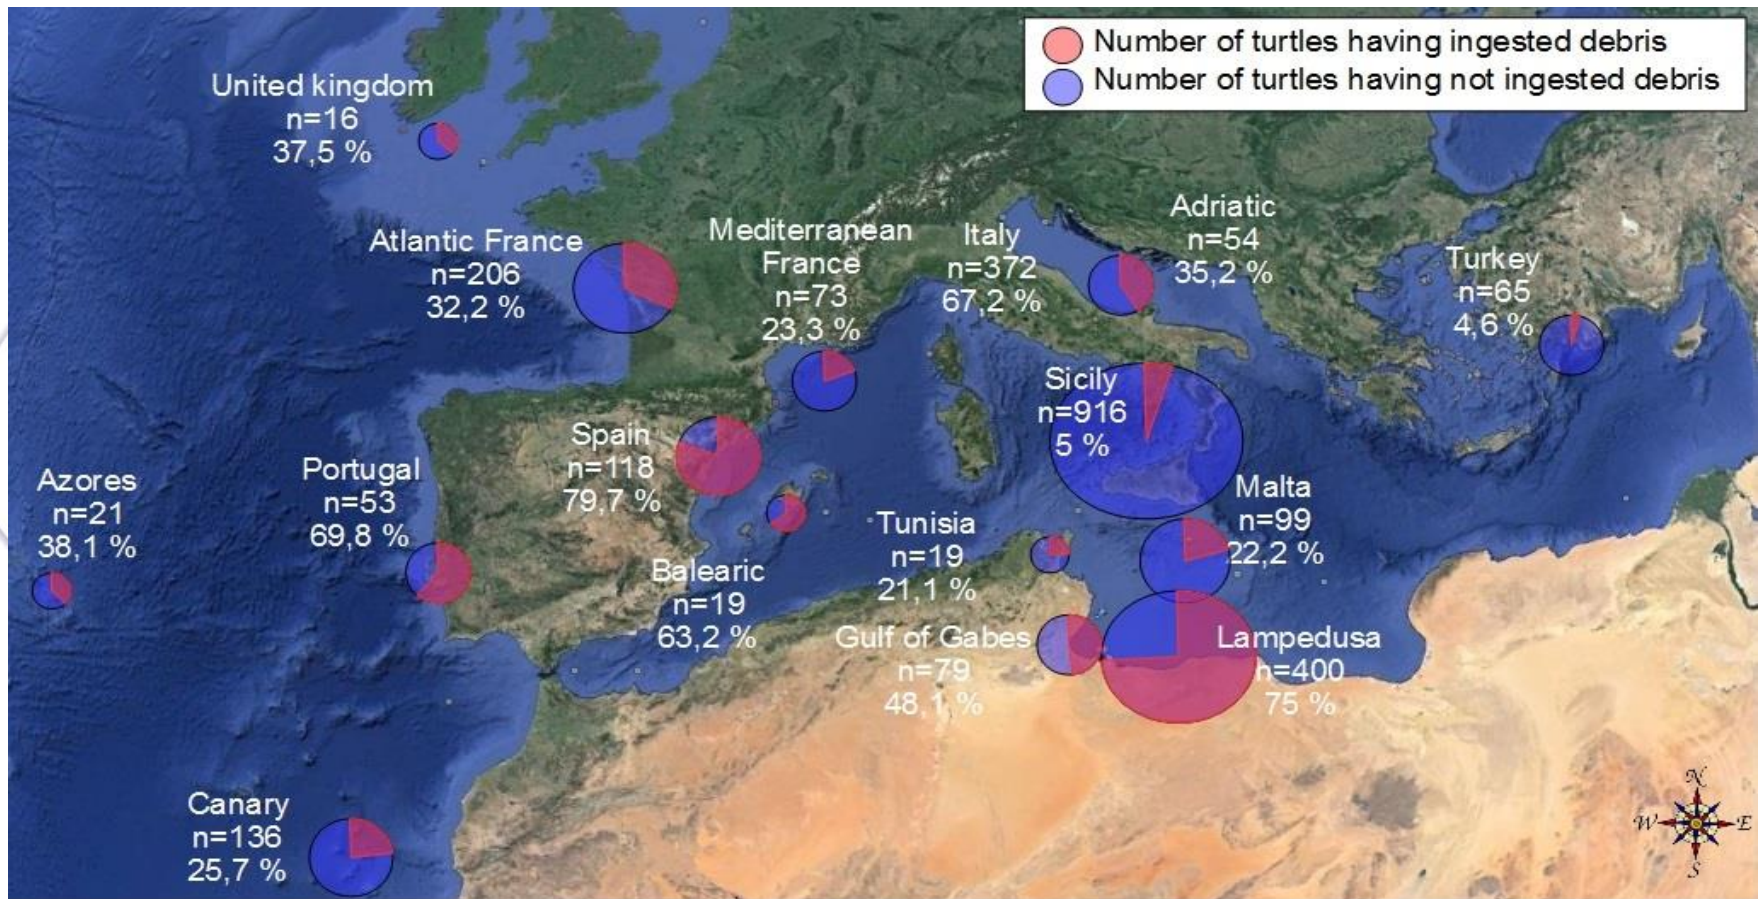 Number of turtles having ingested debris
Number of turtles having not ingested debris
United kingdom
n=16
37,5 %
Atlantic France
n=206
32,2 %
Mediterranean
France
n=73
23,3 %
Italy
n=372
67,2 %
Adriatic
n=54
35,2 %
Turkey
n=65
4,6 %
Sicily
n=916
5 %
Spain
n=118
79,7 %
Portugal
n=53
69,8 %
Azores
n=21
38,1 %
Balearic
n=19
63,2 %
Tunisia
n=19
21,1 %
Malta
n=99
22,2 %
Gulf of Gabes
n=79
48,1 %
Lampedusa
n=400
75 %
Canary
n=136
25,7 %
N
W
E
S